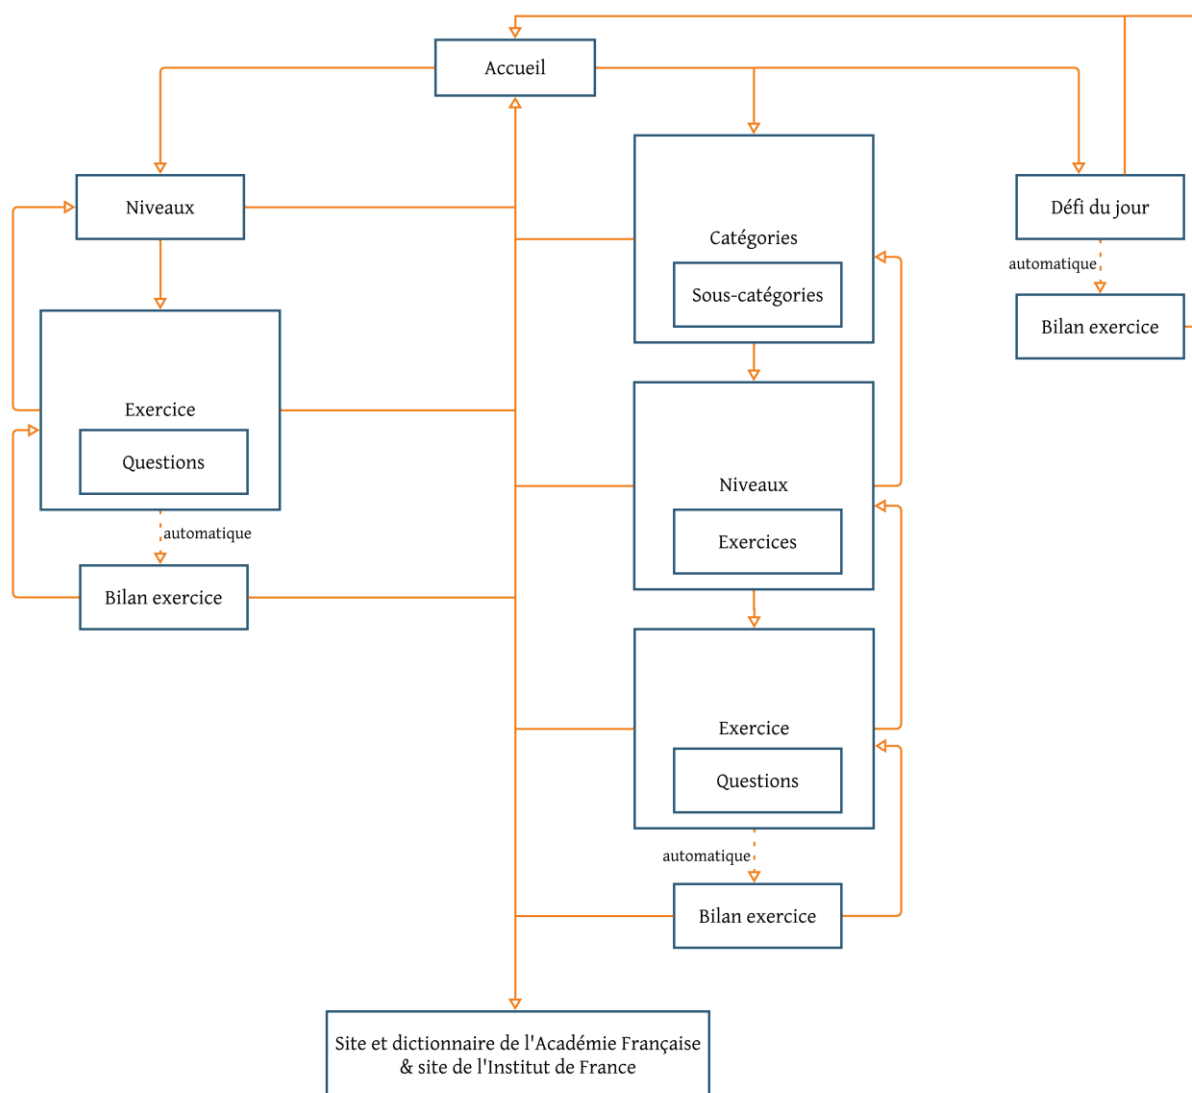 Accueil
Niveaux
Exercice
Questions
automatique
Bilan exercice
Catégories
Sous-catégories
Niveaux
Exercices
Exercice
Questions
automatique
Bilan exercice
Défi du jour
automatique
Bilan exercice
Site et dictionnaire de l'Académie Française
& site de l'Institut de France